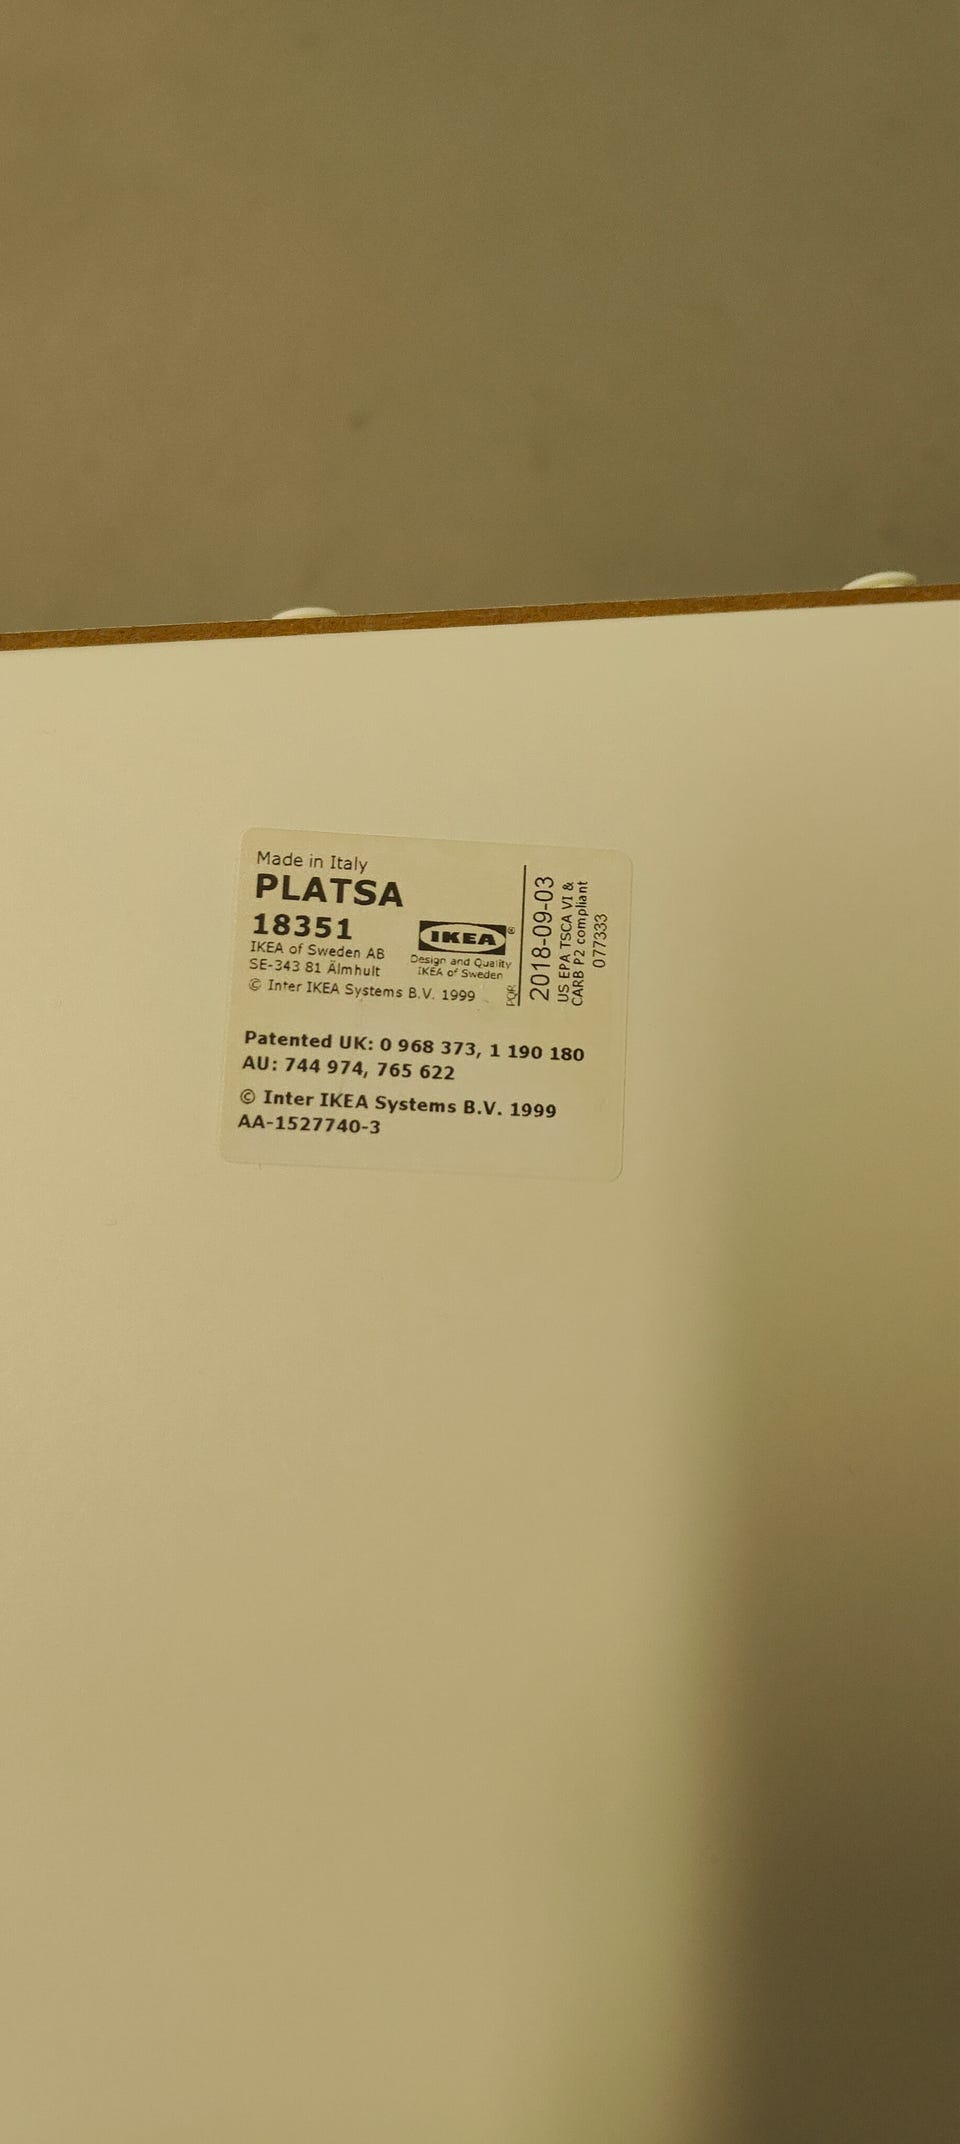 Made in Italy
PLATSA
18351
IKEA of Sweden AB
SE-343 81 Älmhult
© Inter IKEA Systems B.V. 1999
IKEA®
Design and Quality
IKEA of Sweden
PQR
2018-09-03
US EPA TSCA VI &
CARB P2 compliant
077333
Patented UK: 0 968 373, 1 190 180
AU: 744 974, 765 622
© Inter IKEA Systems B.V. 1999
AA-1527740-3